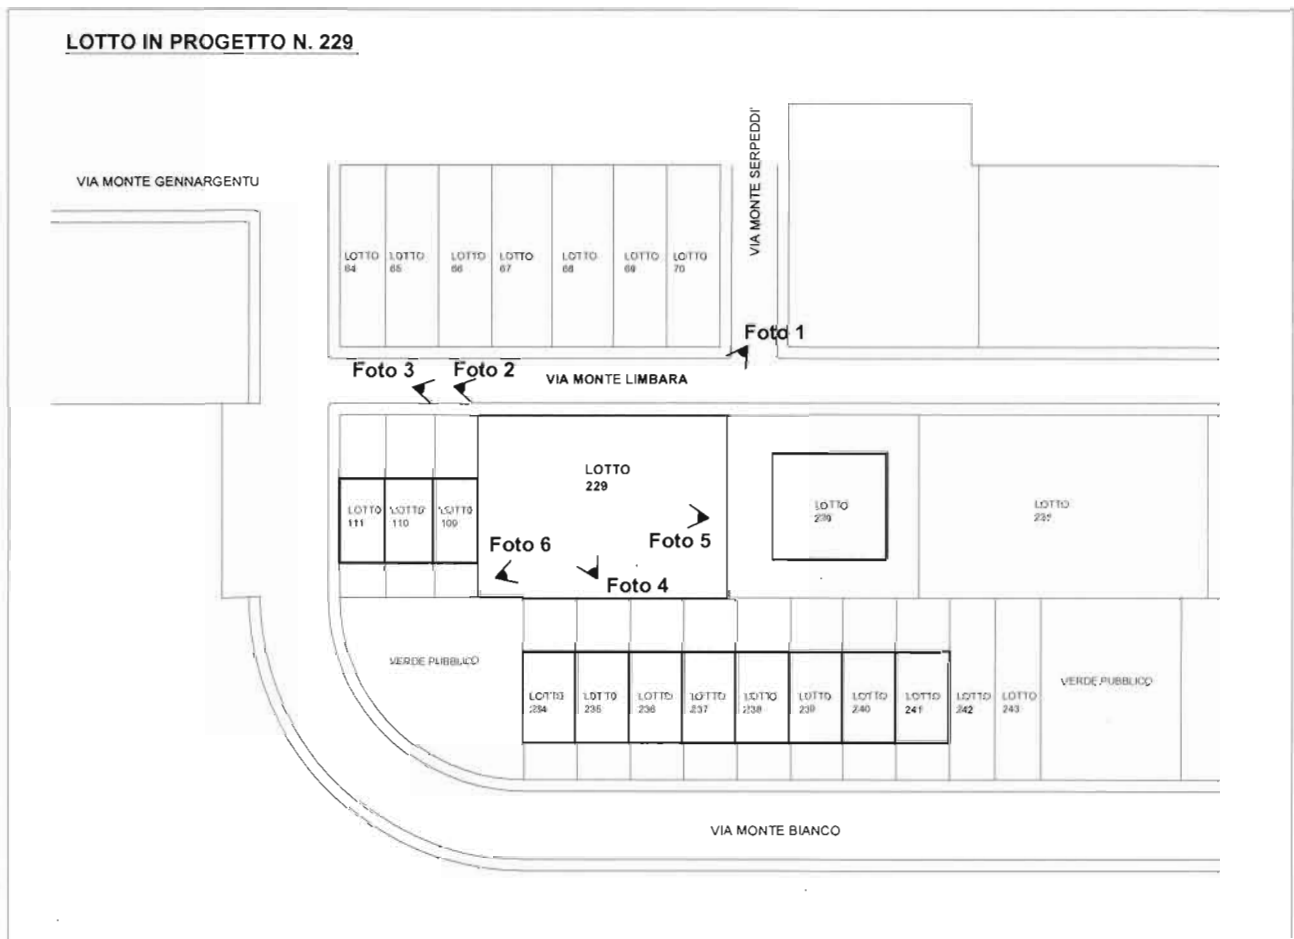 LOTTO IN PROGETTO N. 229
VIA MONTE GENNARGENTU
VIA MONTE SERPEDDI'
LOTTO
64
LOTTO
65
LOTTO
66
LOTTO
67
LOTTO
68
LOTTO
69
LOTTO
70
Foto 1
Foto 3
Foto 2
VIA MONTE LIMBARA
LOTTO
229
LOTTO
111
LOTTO
110
LOTTO
109
LOTTO
230
LOTTO
Foto 5
Foto 6
Foto 4
VERDE PUBBLICO
LOTTO
234
LOTTO
235
LOTTO
236
LOTTO
237
LOTTO
238
LOTTO
239
LOTTO
240
LOTTO
241
LOTTO
242
LOTTO
243
VERDE PUBBLICO
VIA MONTE BIANCO